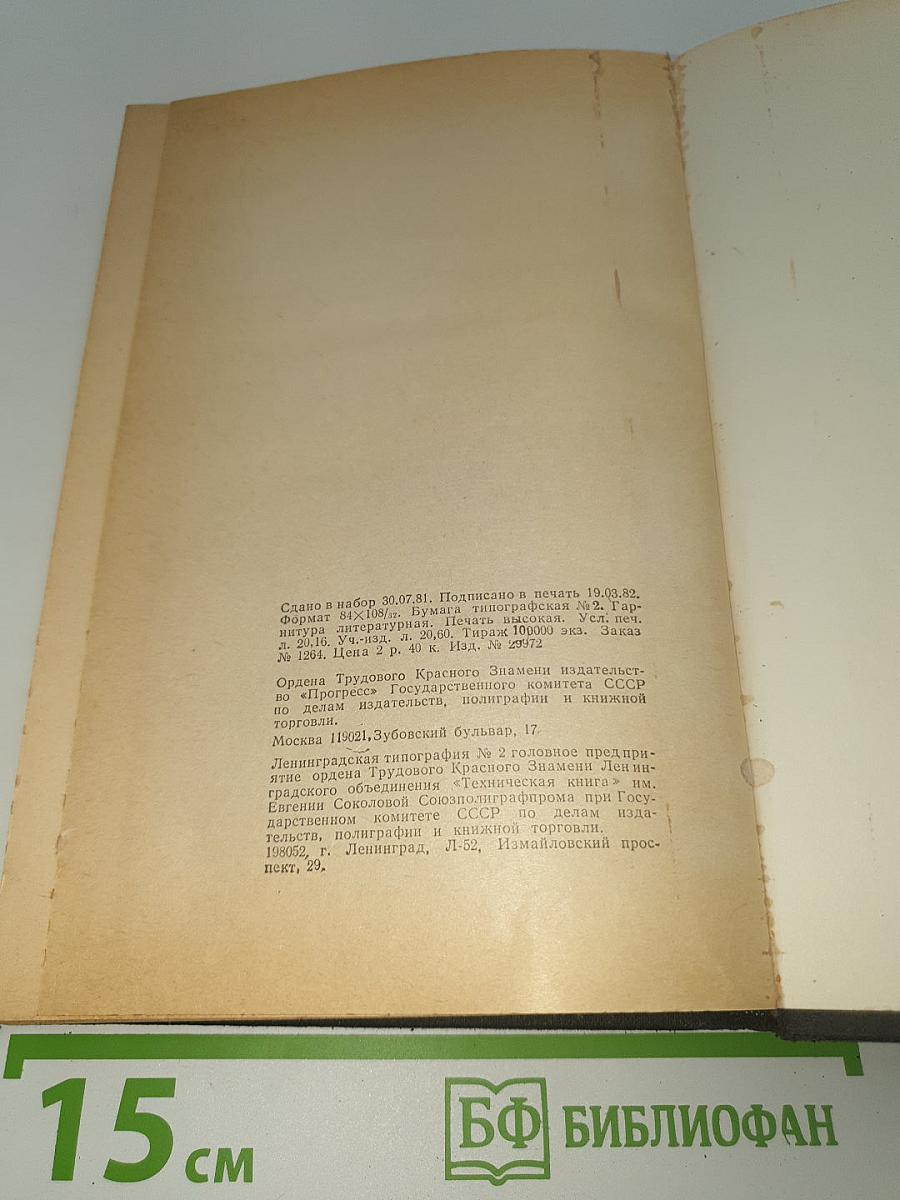 Сдано в набор 30.07.81. Подписано в печать 19.03.82.
Формат 84×108/32. Бумага типографская № 2. Гар-
нитура литературная. Печать высокая. Усл. печ.
л. 20,16. Уч.-изд. л. 20,60. Тираж 100000 экз. Заказ
№ 1264. Цена 2 р. 40 к. Изд. № 29972
Ордена Трудового Красного Знамени издательст-
во «Прогресс» Государственного комитета СССР
по делам издательств, полиграфии и книжной
торговли.
Москва 119021, Зубовский бульвар, 17
Ленинградская типография № 2 головное предпри-
ятие ордена Трудового Красного Знамени Ленин-
градского объединения «Техническая книга» им.
Евгении Соколовой Союзполиграфпрома при Госу-
дарственном комитете СССР по делам изда-
тельств, полиграфии и книжной торговли.
198052, г. Ленинград, Л-52, Измайловский прос-
пект, 29.
15 см
БФ БИБЛИОФАН